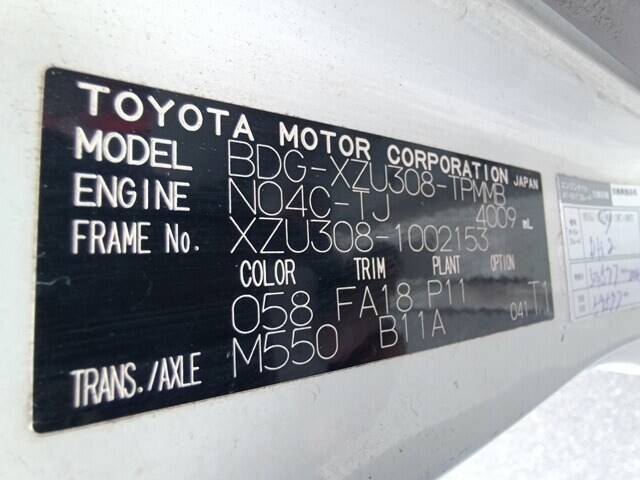 TOYOTA MOTOR CORPORATION JAPAN
MODEL BDG-XZU308-TPMMB
ENGINE N04C-TJ 4009 mL
FRAME No. XZU308-1002153
COLOR TRIM PLANT OPTION
058 FA18 P11 041 T1
TRANS./AXLE M550 B11A